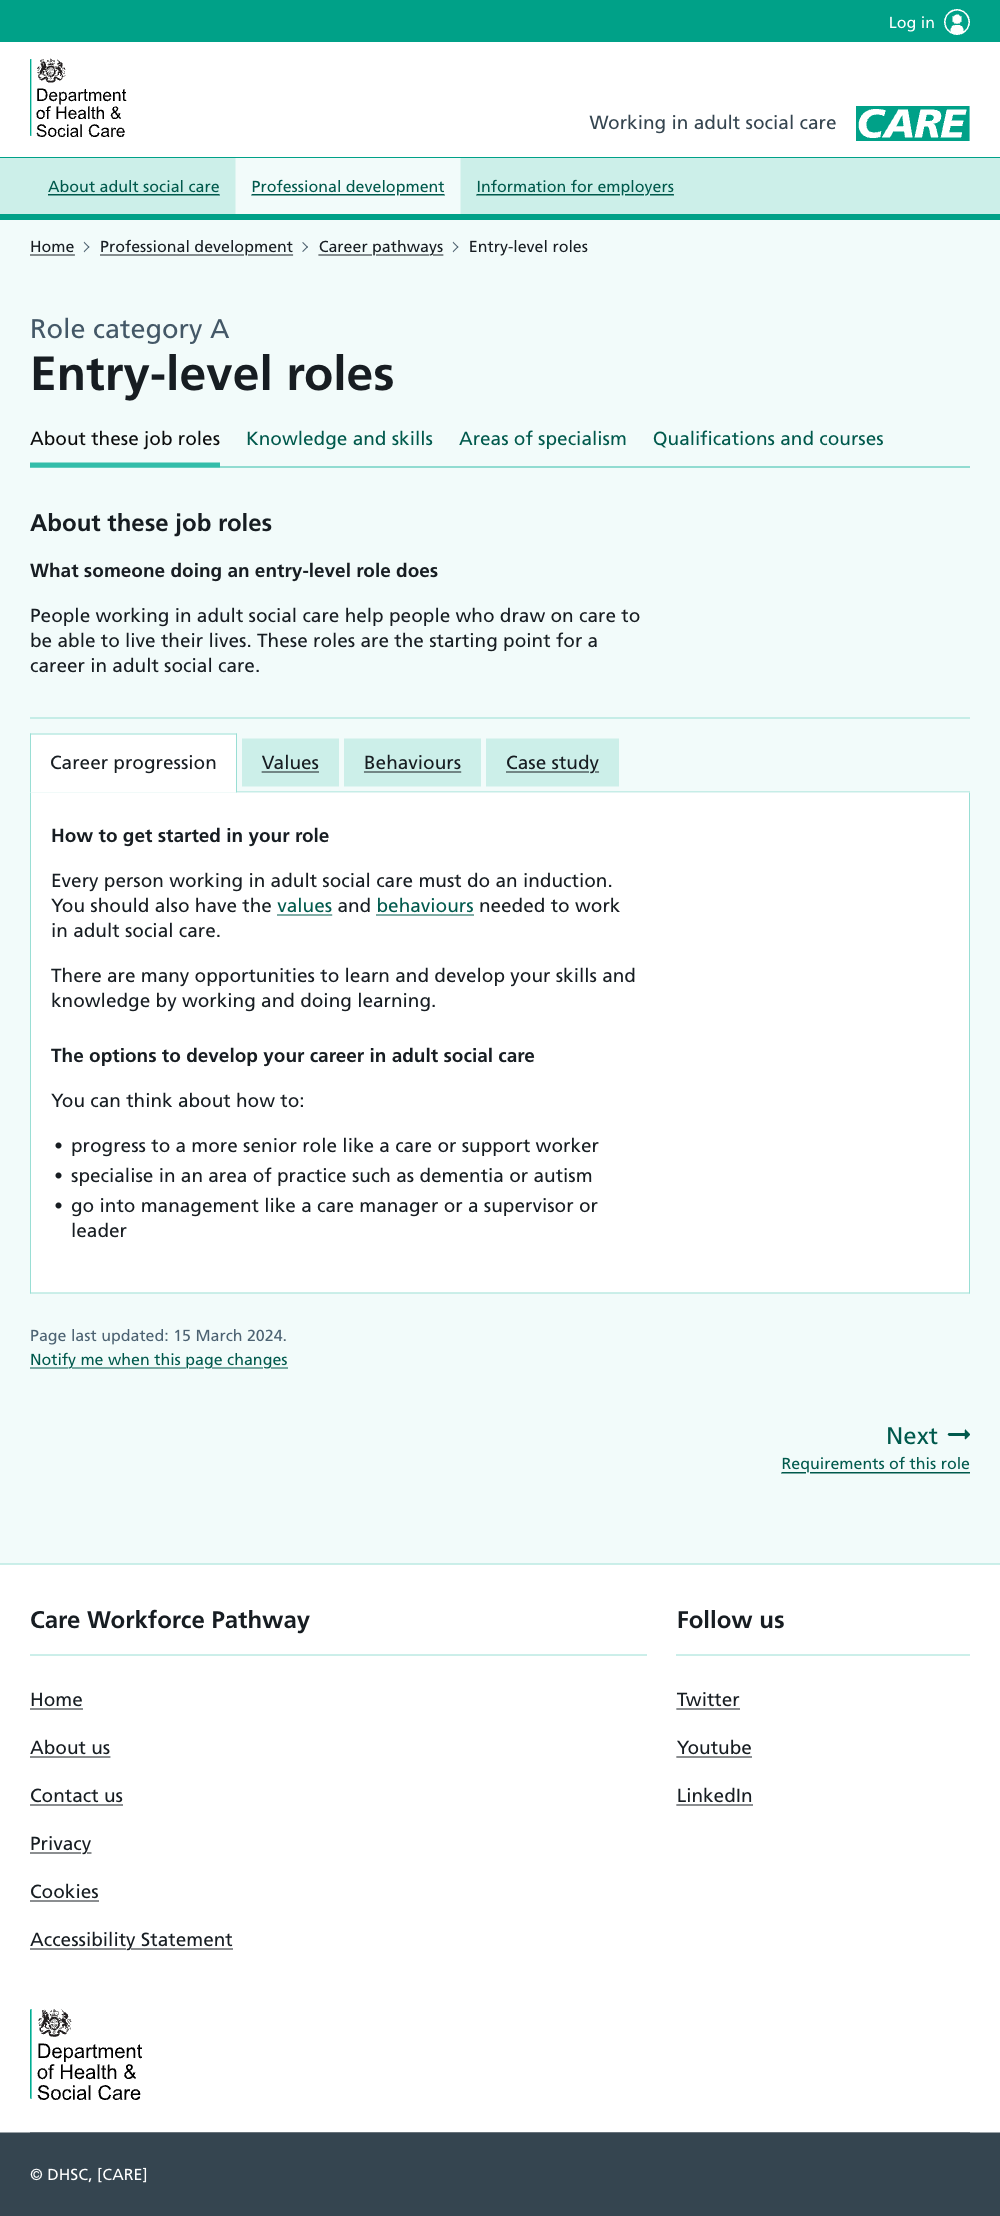 Log in
Department
of Health &
Social Care
Working in adult social care
CARE
About adult social care
Professional development
Information for employers
Home
Professional development
Career pathways
Entry-level roles
Role category A
Entry-level roles
About these job roles
Knowledge and skills
Areas of specialism
Qualifications and courses
About these job roles
What someone doing an entry-level role does
People working in adult social care help people who draw on care to
be able to live their lives. These roles are the starting point for a
career in adult social care.
Career progression
Values
Behaviours
Case study
How to get started in your role
Every person working in adult social care must do an induction.
You should also have the values and behaviours needed to work
in adult social care.
There are many opportunities to learn and develop your skills and
knowledge by working and doing learning.
The options to develop your career in adult social care
You can think about how to:
• progress to a more senior role like a care or support worker
• specialise in an area of practice such as dementia or autism
• go into management like a care manager or a supervisor or
leader
Page last updated: 15 March 2024.
Notify me when this page changes
Next
Requirements of this role
Care Workforce Pathway
Home
About us
Contact us
Privacy
Cookies
Accessibility Statement
Follow us
Twitter
Youtube
LinkedIn
Department
of Health &
Social Care
© DHSC, [CARE]